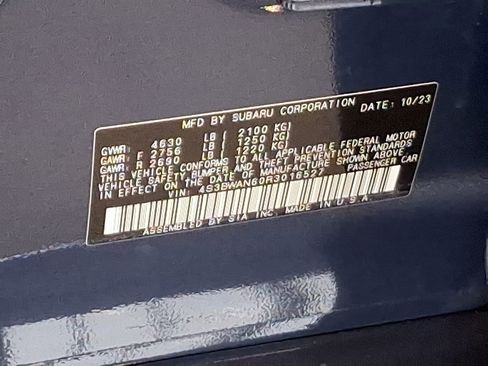 MFD BY SUBARU CORPORATION DATE: 10/23
GVWR: 4630 LB ( 2100 KG)
GAWR: F 2756 LB ( 1250 KG)
GAWR: R 2690 LB ( 1220 KG)
THIS VEHICLE CONFORMS TO ALL APPLICABLE FEDERAL MOTOR
VEHICLE SAFETY, BUMPER AND THEFT PREVENTION STANDARDS
IN EFFECT ON THE DATE OF MANUFACTURE SHOWN ABOVE.
VIN: 4S3BWAN60R3016527 PASSENGER CAR
ASSEMBLED BY SIA INC. MADE IN U.S.A